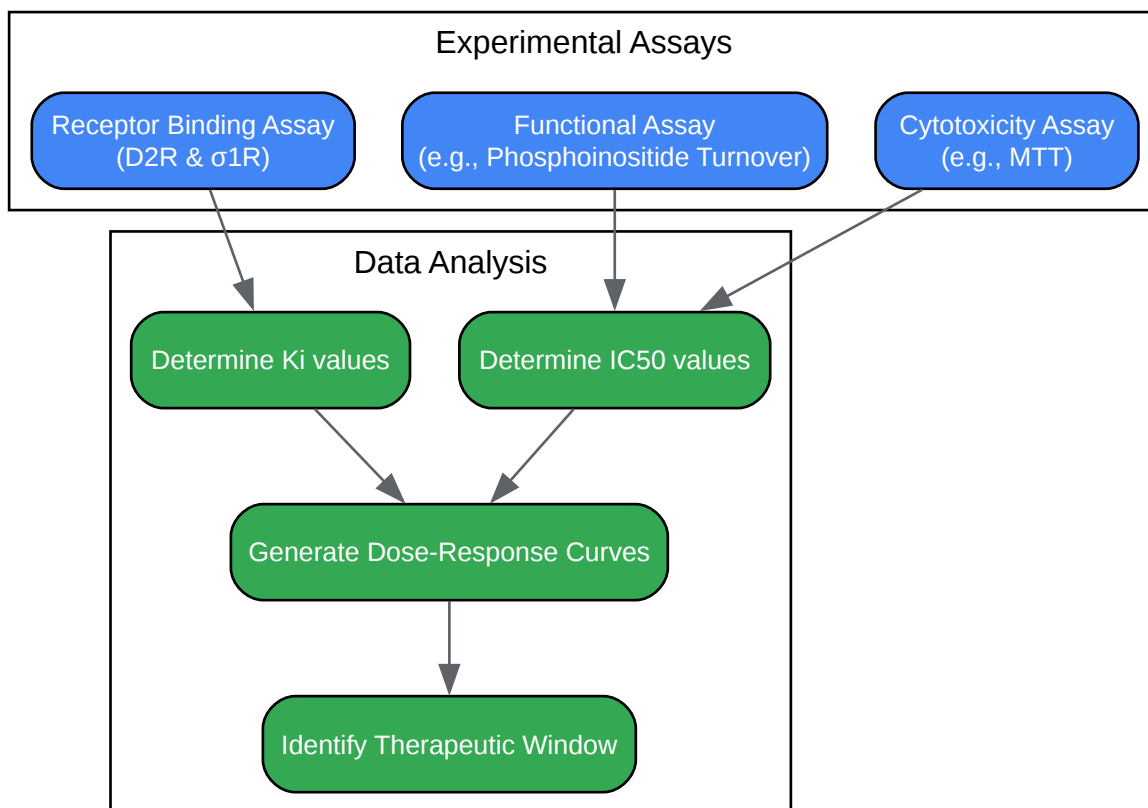 Experimental Assays
Receptor Binding Assay
(D2R & σ1R)
Functional Assay
(e.g., Phosphoinositide Turnover)
Cytotoxicity Assay
(e.g., MTT)
Data Analysis
Determine Ki values
Determine IC50 values
Generate Dose-Response Curves
Identify Therapeutic Window